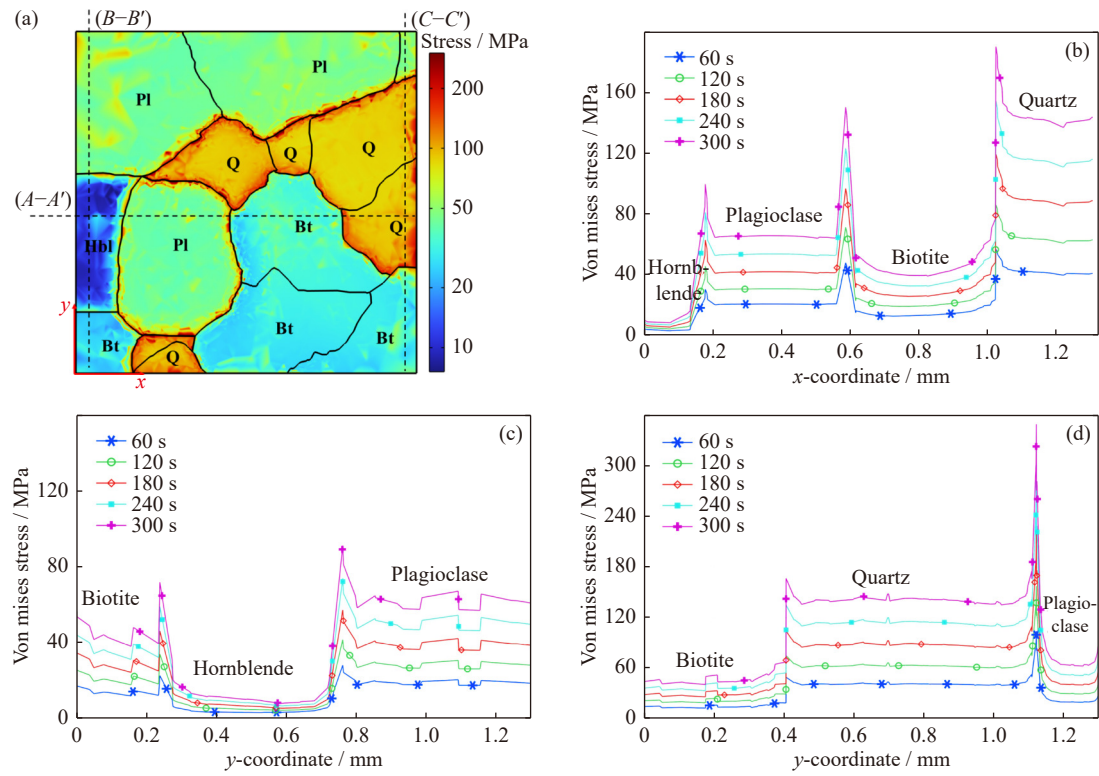 (a)
(B−B′)
(C−C′)
Stress / MPa
Pl
Pl
200
Q
Q
Q
100
(A−A′)
50
Hbl
Pl
Bt
Q
20
y
Bt
Bt
Q
Bt
10
x
(b)
60 s
120 s
180 s
240 s
300 s
Quartz
Plagioclase
Hornb-
lende
Biotite
Von mises stress / MPa
160
120
80
40
0
0 0.2 0.4 0.6 0.8 1.0 1.2
x-coordinate / mm
(c)
60 s
120 s
180 s
240 s
300 s
Plagioclase
Biotite
Hornblende
Von mises stress / MPa
120
80
40
0
0 0.2 0.4 0.6 0.8 1.0 1.2
y-coordinate / mm
(d)
60 s
120 s
180 s
240 s
300 s
Quartz
Plagio-
clase
Biotite
Von mises stress / MPa
300
240
180
120
60
0
0 0.2 0.4 0.6 0.8 1.0 1.2
y-coordinate / mm